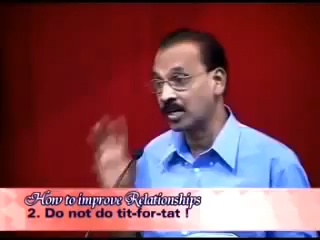 How to improve Relationships
2. Do not do tit-for-tat !